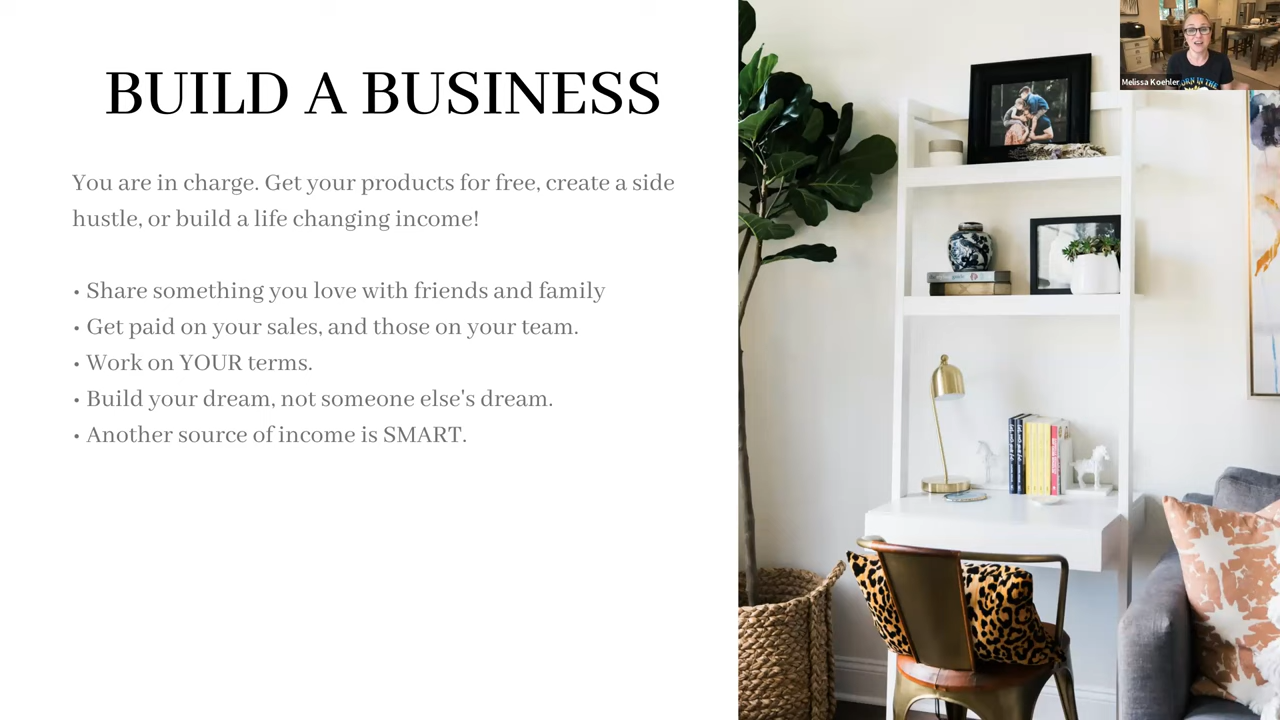 BUILD A BUSINESS
You are in charge. Get your products for free, create a side
hustle, or build a life changing income!
• Share something you love with friends and family
• Get paid on your sales, and those on your team.
• Work on YOUR terms.
• Build your dream, not someone else's dream.
• Another source of income is SMART.
Melissa Koehler
IN THE